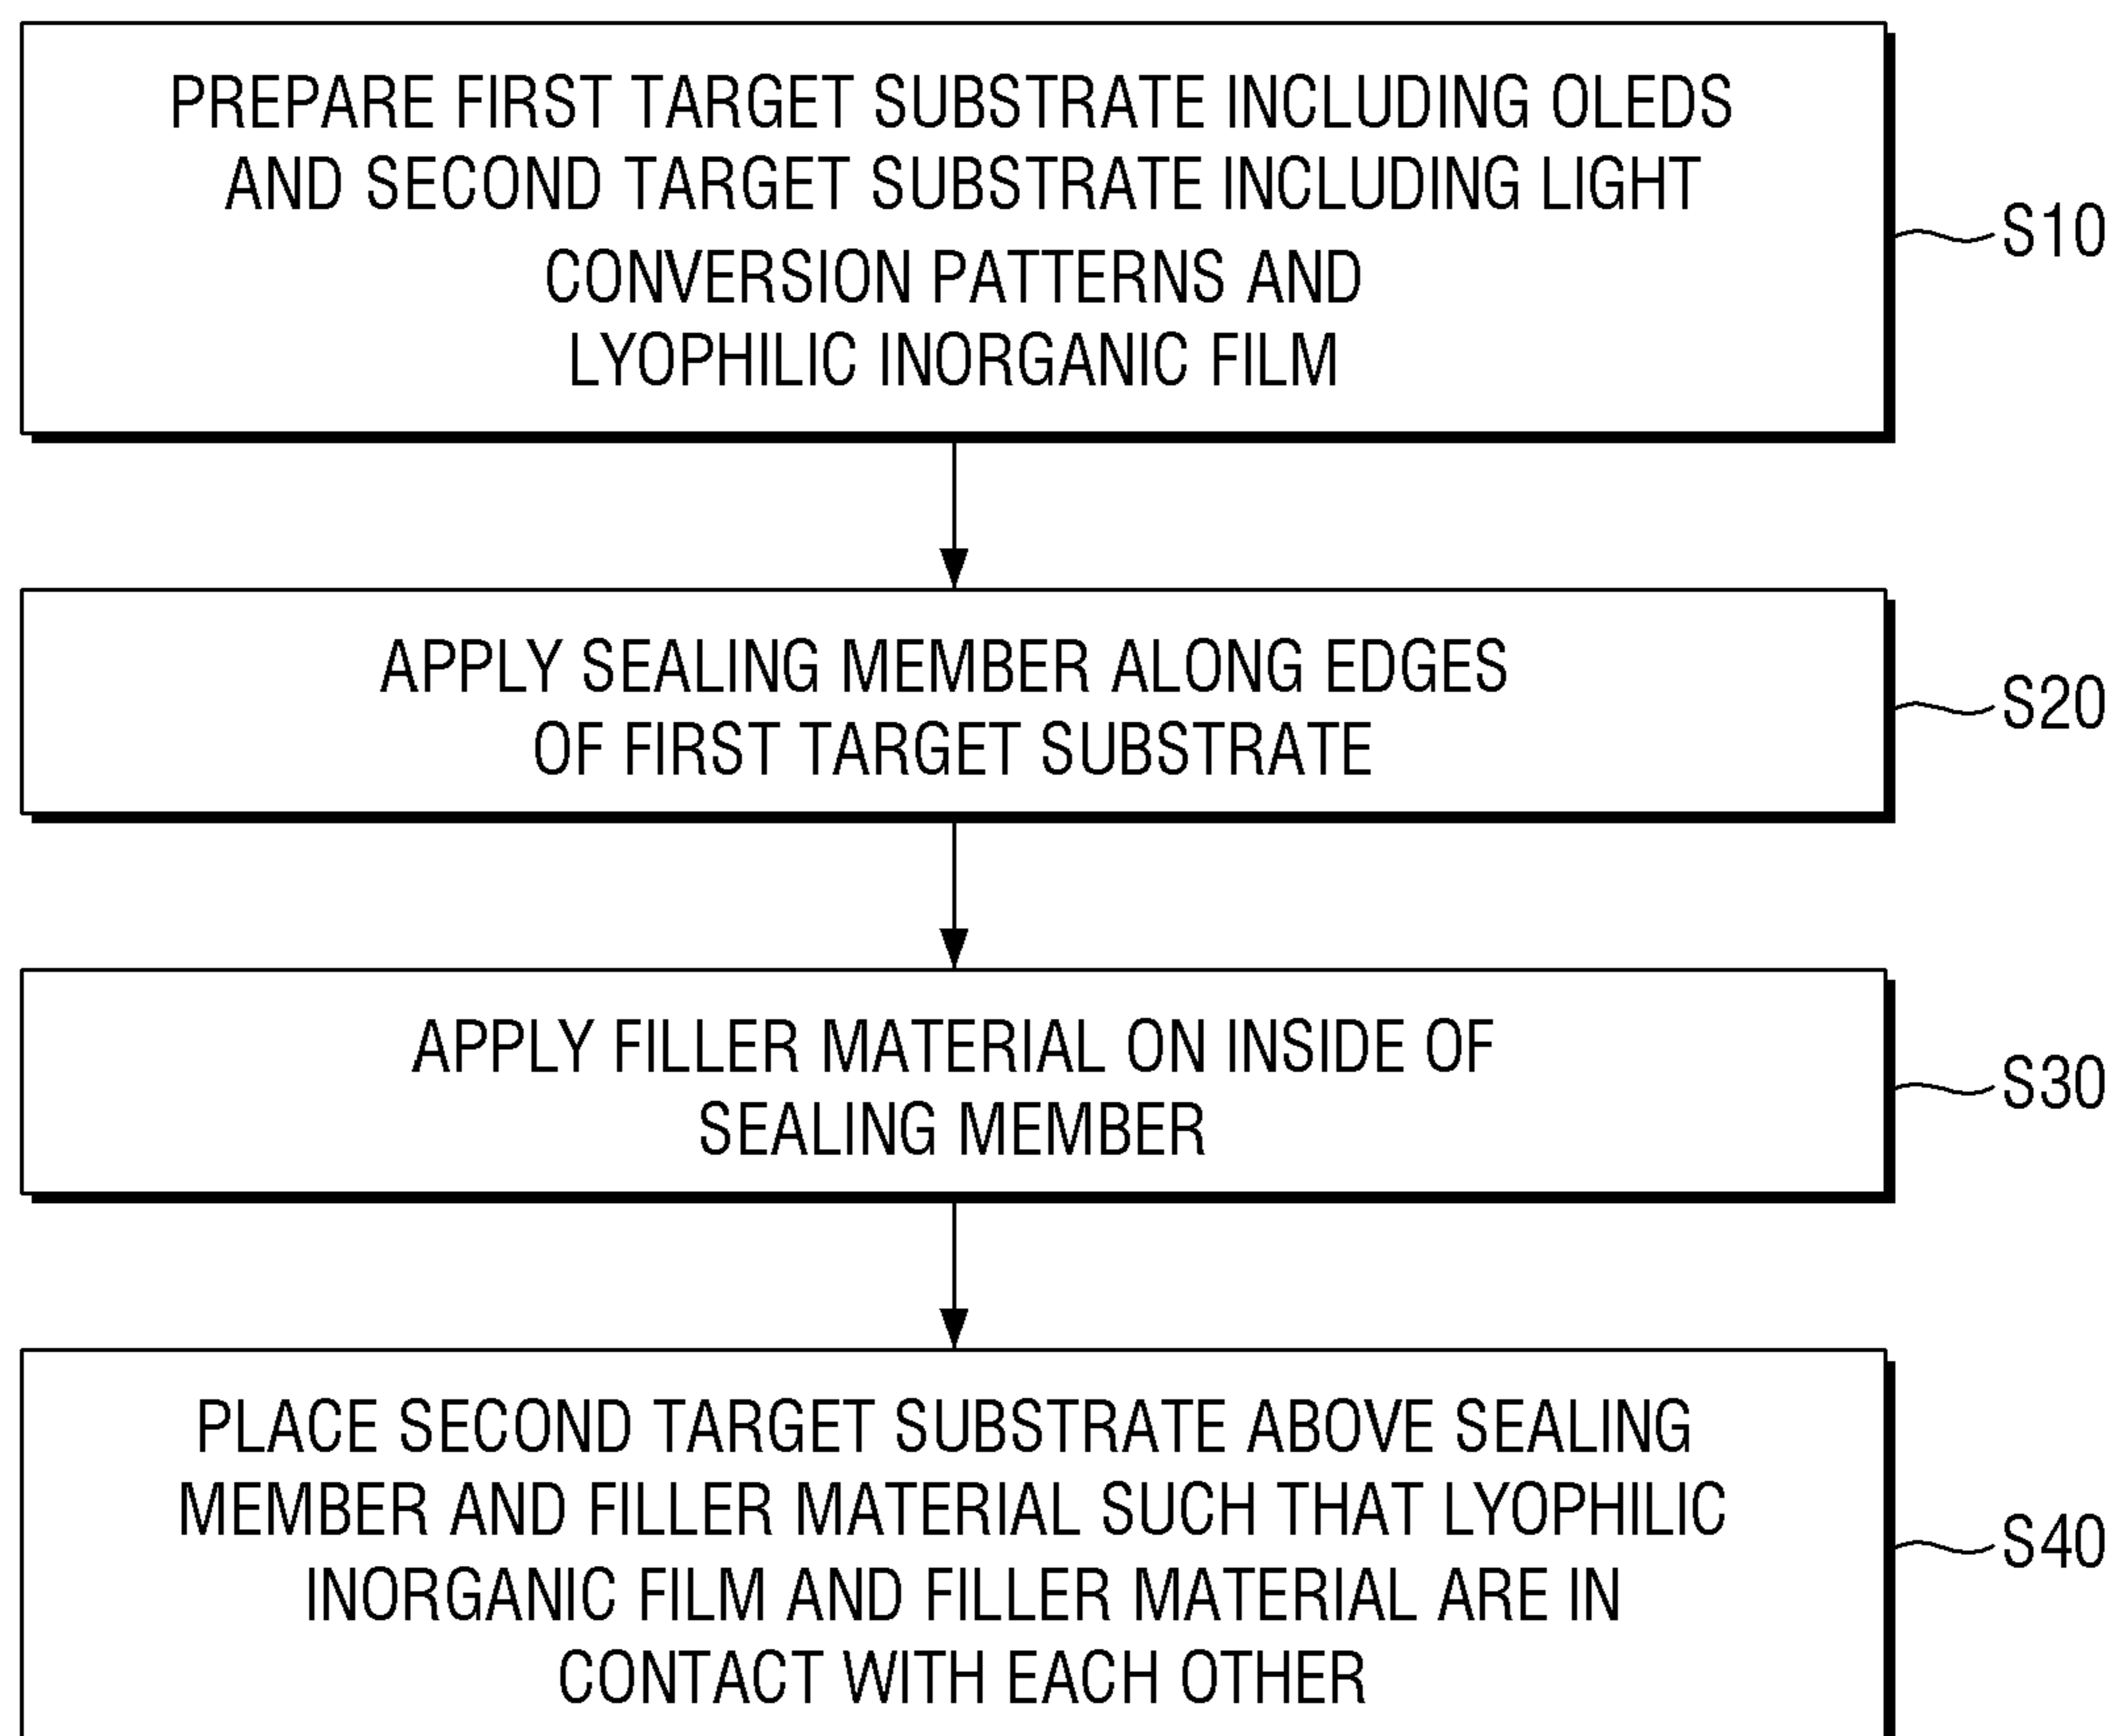 PREPARE FIRST TARGET SUBSTRATE INCLUDING OLEDS
AND SECOND TARGET SUBSTRATE INCLUDING LIGHT
CONVERSION PATTERNS AND
LYOPHILIC INORGANIC FILM
S10
APPLY SEALING MEMBER ALONG EDGES
OF FIRST TARGET SUBSTRATE
S20
APPLY FILLER MATERIAL ON INSIDE OF
SEALING MEMBER
S30
PLACE SECOND TARGET SUBSTRATE ABOVE SEALING
MEMBER AND FILLER MATERIAL SUCH THAT LYOPHILIC
INORGANIC FILM AND FILLER MATERIAL ARE IN
CONTACT WITH EACH OTHER
S40